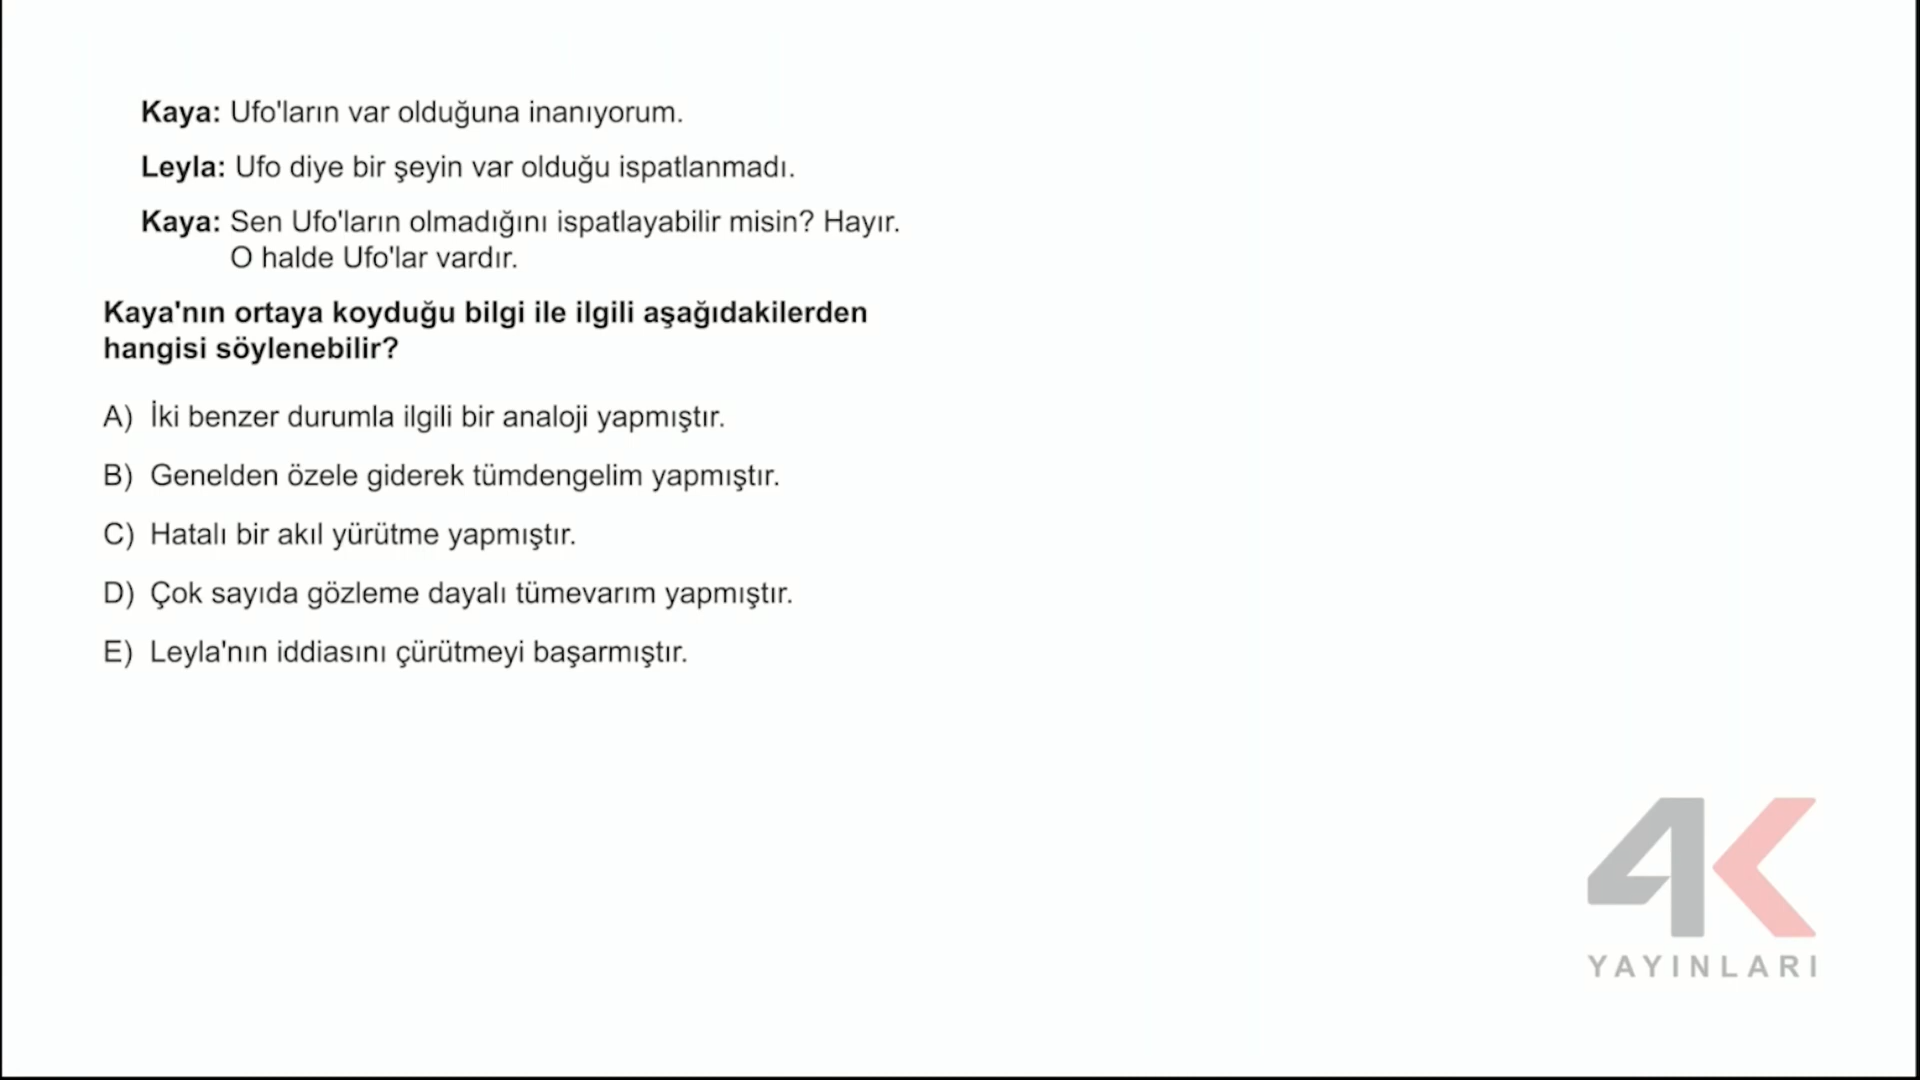 Kaya: Ufo'ların var olduğuna inanıyorum.
Leyla: Ufo diye bir şeyin var olduğu ispatlanmadı.
Kaya: Sen Ufo'ların olmadığını ispatlayabilir misin? Hayır.
O halde Ufo'lar vardır.
Kaya'nın ortaya koyduğu bilgi ile ilgili aşağıdakilerden
hangisi söylenebilir?
A) İki benzer durumla ilgili bir analoji yapmıştır.
B) Genelden özele giderek tümdengelim yapmıştır.
C) Hatalı bir akıl yürütme yapmıştır.
D) Çok sayıda gözleme dayalı tümevarım yapmıştır.
E) Leyla'nın iddiasını çürütmeyi başarmıştır.
4K
YAYINLARI